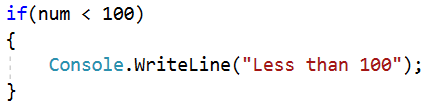 if(num < 100)
{
    Console.WriteLine("Less than 100");
}